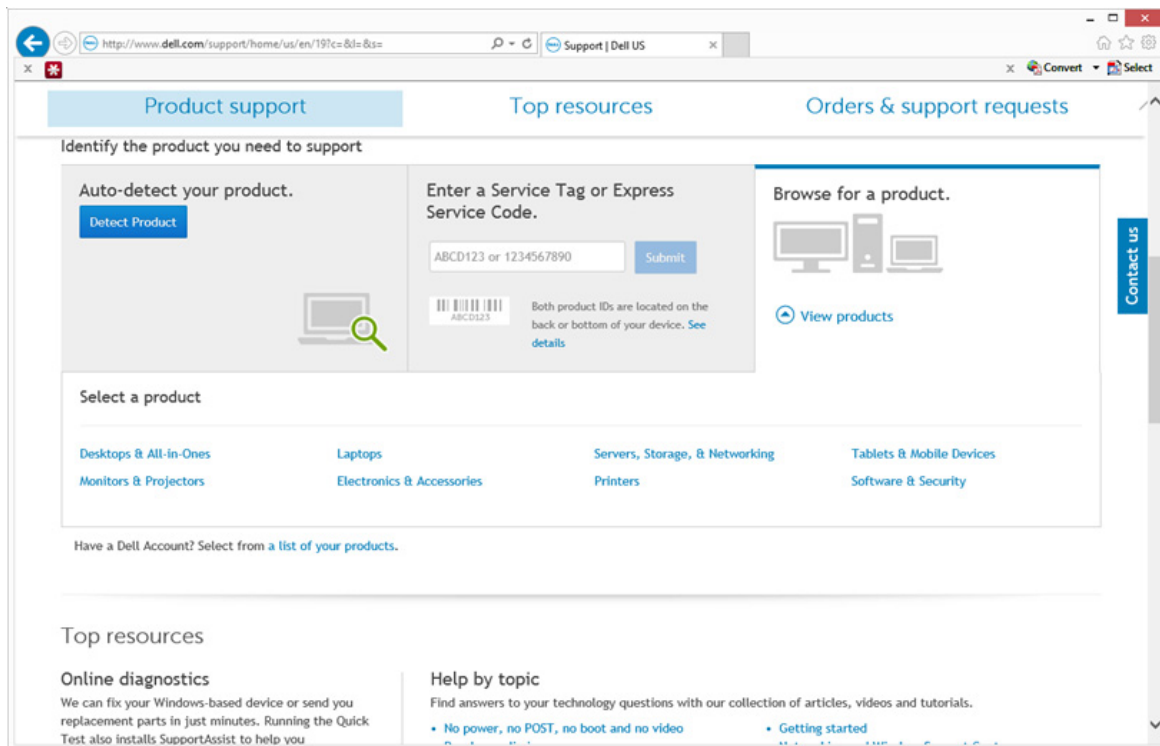 http://www.dell.com/support/home/us/en/19?c=&l=&s=
Support | Dell US
Convert
Select
Product support
Top resources
Orders & support requests
Identify the product you need to support
Auto-detect your product.
Detect Product
Enter a Service Tag or Express
Service Code.
ABCD123 or 1234567890
Submit
ABCD123
Both product IDs are located on the
back or bottom of your device. See
details
Browse for a product.
View products
Contact us
Select a product
Desktops & All-in-Ones
Laptops
Servers, Storage, & Networking
Tablets & Mobile Devices
Monitors & Projectors
Electronics & Accessories
Printers
Software & Security
Have a Dell Account? Select from a list of your products.
Top resources
Online diagnostics
We can fix your Windows-based device or send you
replacement parts in just minutes. Running the Quick
Test also installs SupportAssist to help you
Help by topic
Find answers to your technology questions with our collection of articles, videos and tutorials.
• No power, no POST, no boot and no video
• Getting started